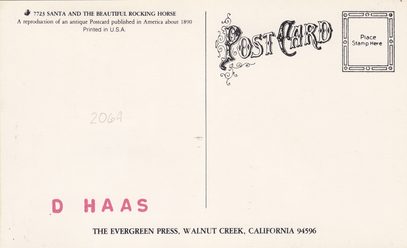 7723 SANTA AND THE BEAUTIFUL ROCKING HORSE
A reproduction of an antique Postcard published in America about 1890
Printed in U.S.A.
POST CARD
Place
Stamp Here
206A
D HAAS
THE EVERGREEN PRESS, WALNUT CREEK, CALIFORNIA 94596